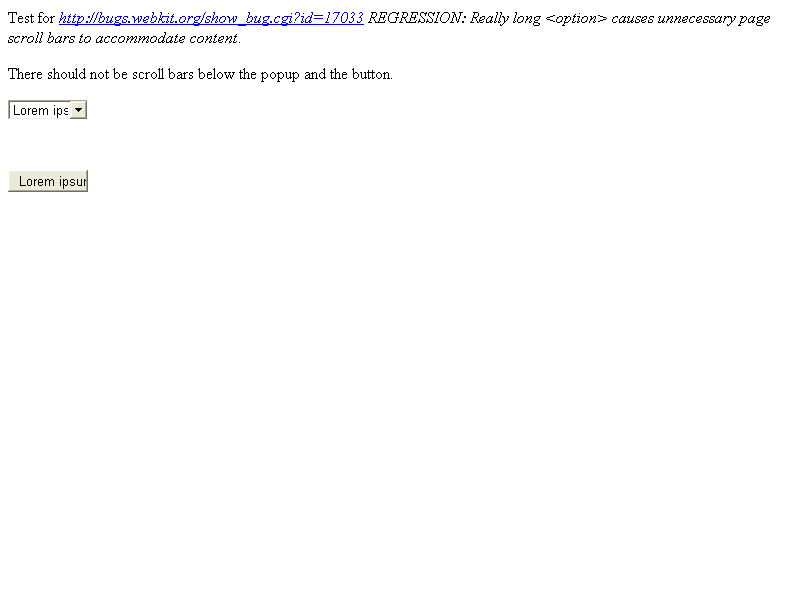 Test for http://bugs.webkit.org/show_bug.cgi?id=17033 REGRESSION: Really long <option> causes unnecessary page
scroll bars to accommodate content.
There should not be scroll bars below the popup and the button.
Lorem ips
Lorem ipsur